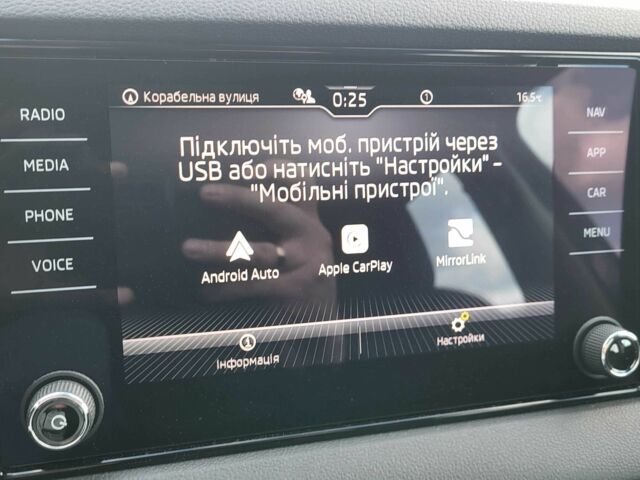 RADIO
MEDIA
PHONE
VOICE
Корабельна вулиця
0:25
16.5°C
Підключіть моб. пристрій через
USB або натисніть "Настройки" -
"Мобільні пристрої".
Android Auto
Apple CarPlay
MirrorLink
Інформація
Настройки
NAV
APP
CAR
MENU